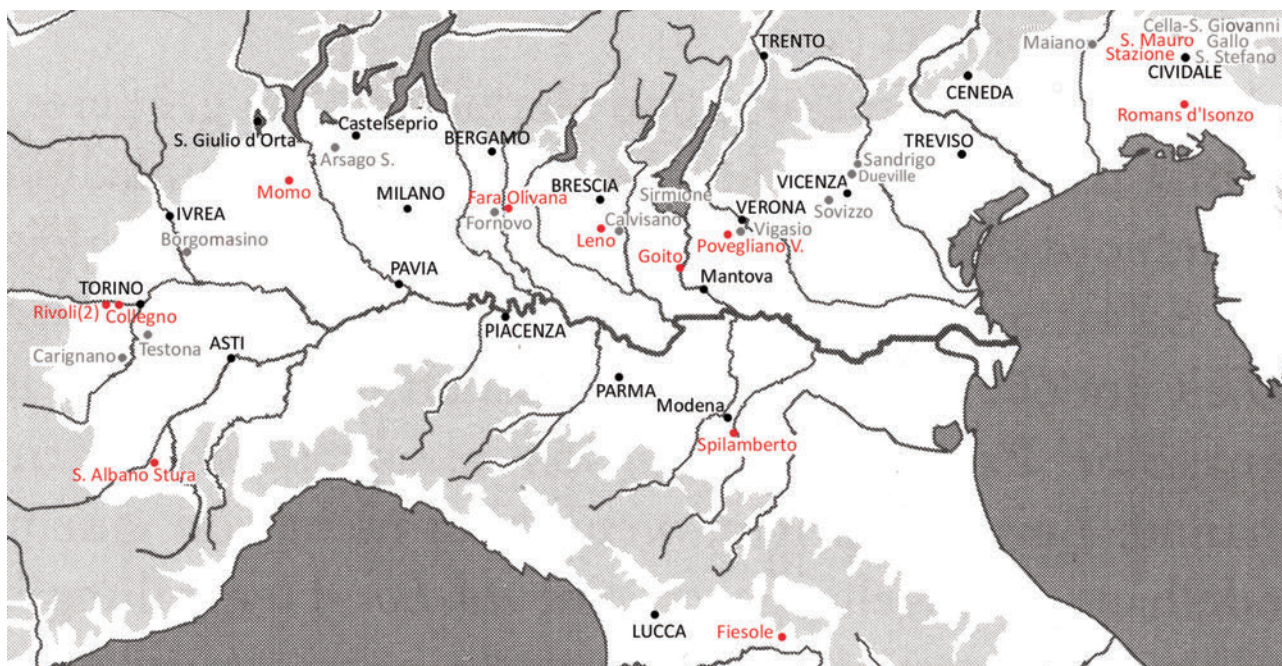 Cella-S. Giovanni
Maiano
S. Mauro
Gallo
Stazione
S. Stefano
CIVIDALE
TRENTO
CENEDA
Romans d'Isonzo
S. Giulio d'Orta
Castelseprio
Arsago S.
BERGAMO
TREVISO
Sandrigo
Dueville
Momo
MILANO
Fara Olivana
Fornovo
BRESCIA
Sirmione
VICENZA
Sovizzo
IVREA
Borgomasino
Calvisano
Leno
VERONA
Vigasio
Povegliano V.
Goito
Mantova
PAVIA
TORINO
Rivoli(2)
Collegno
PIACENZA
Testona
Carignano
ASTI
PARMA
Modena
Spilamberto
S. Albano Stura
LUCCA
Fiesole